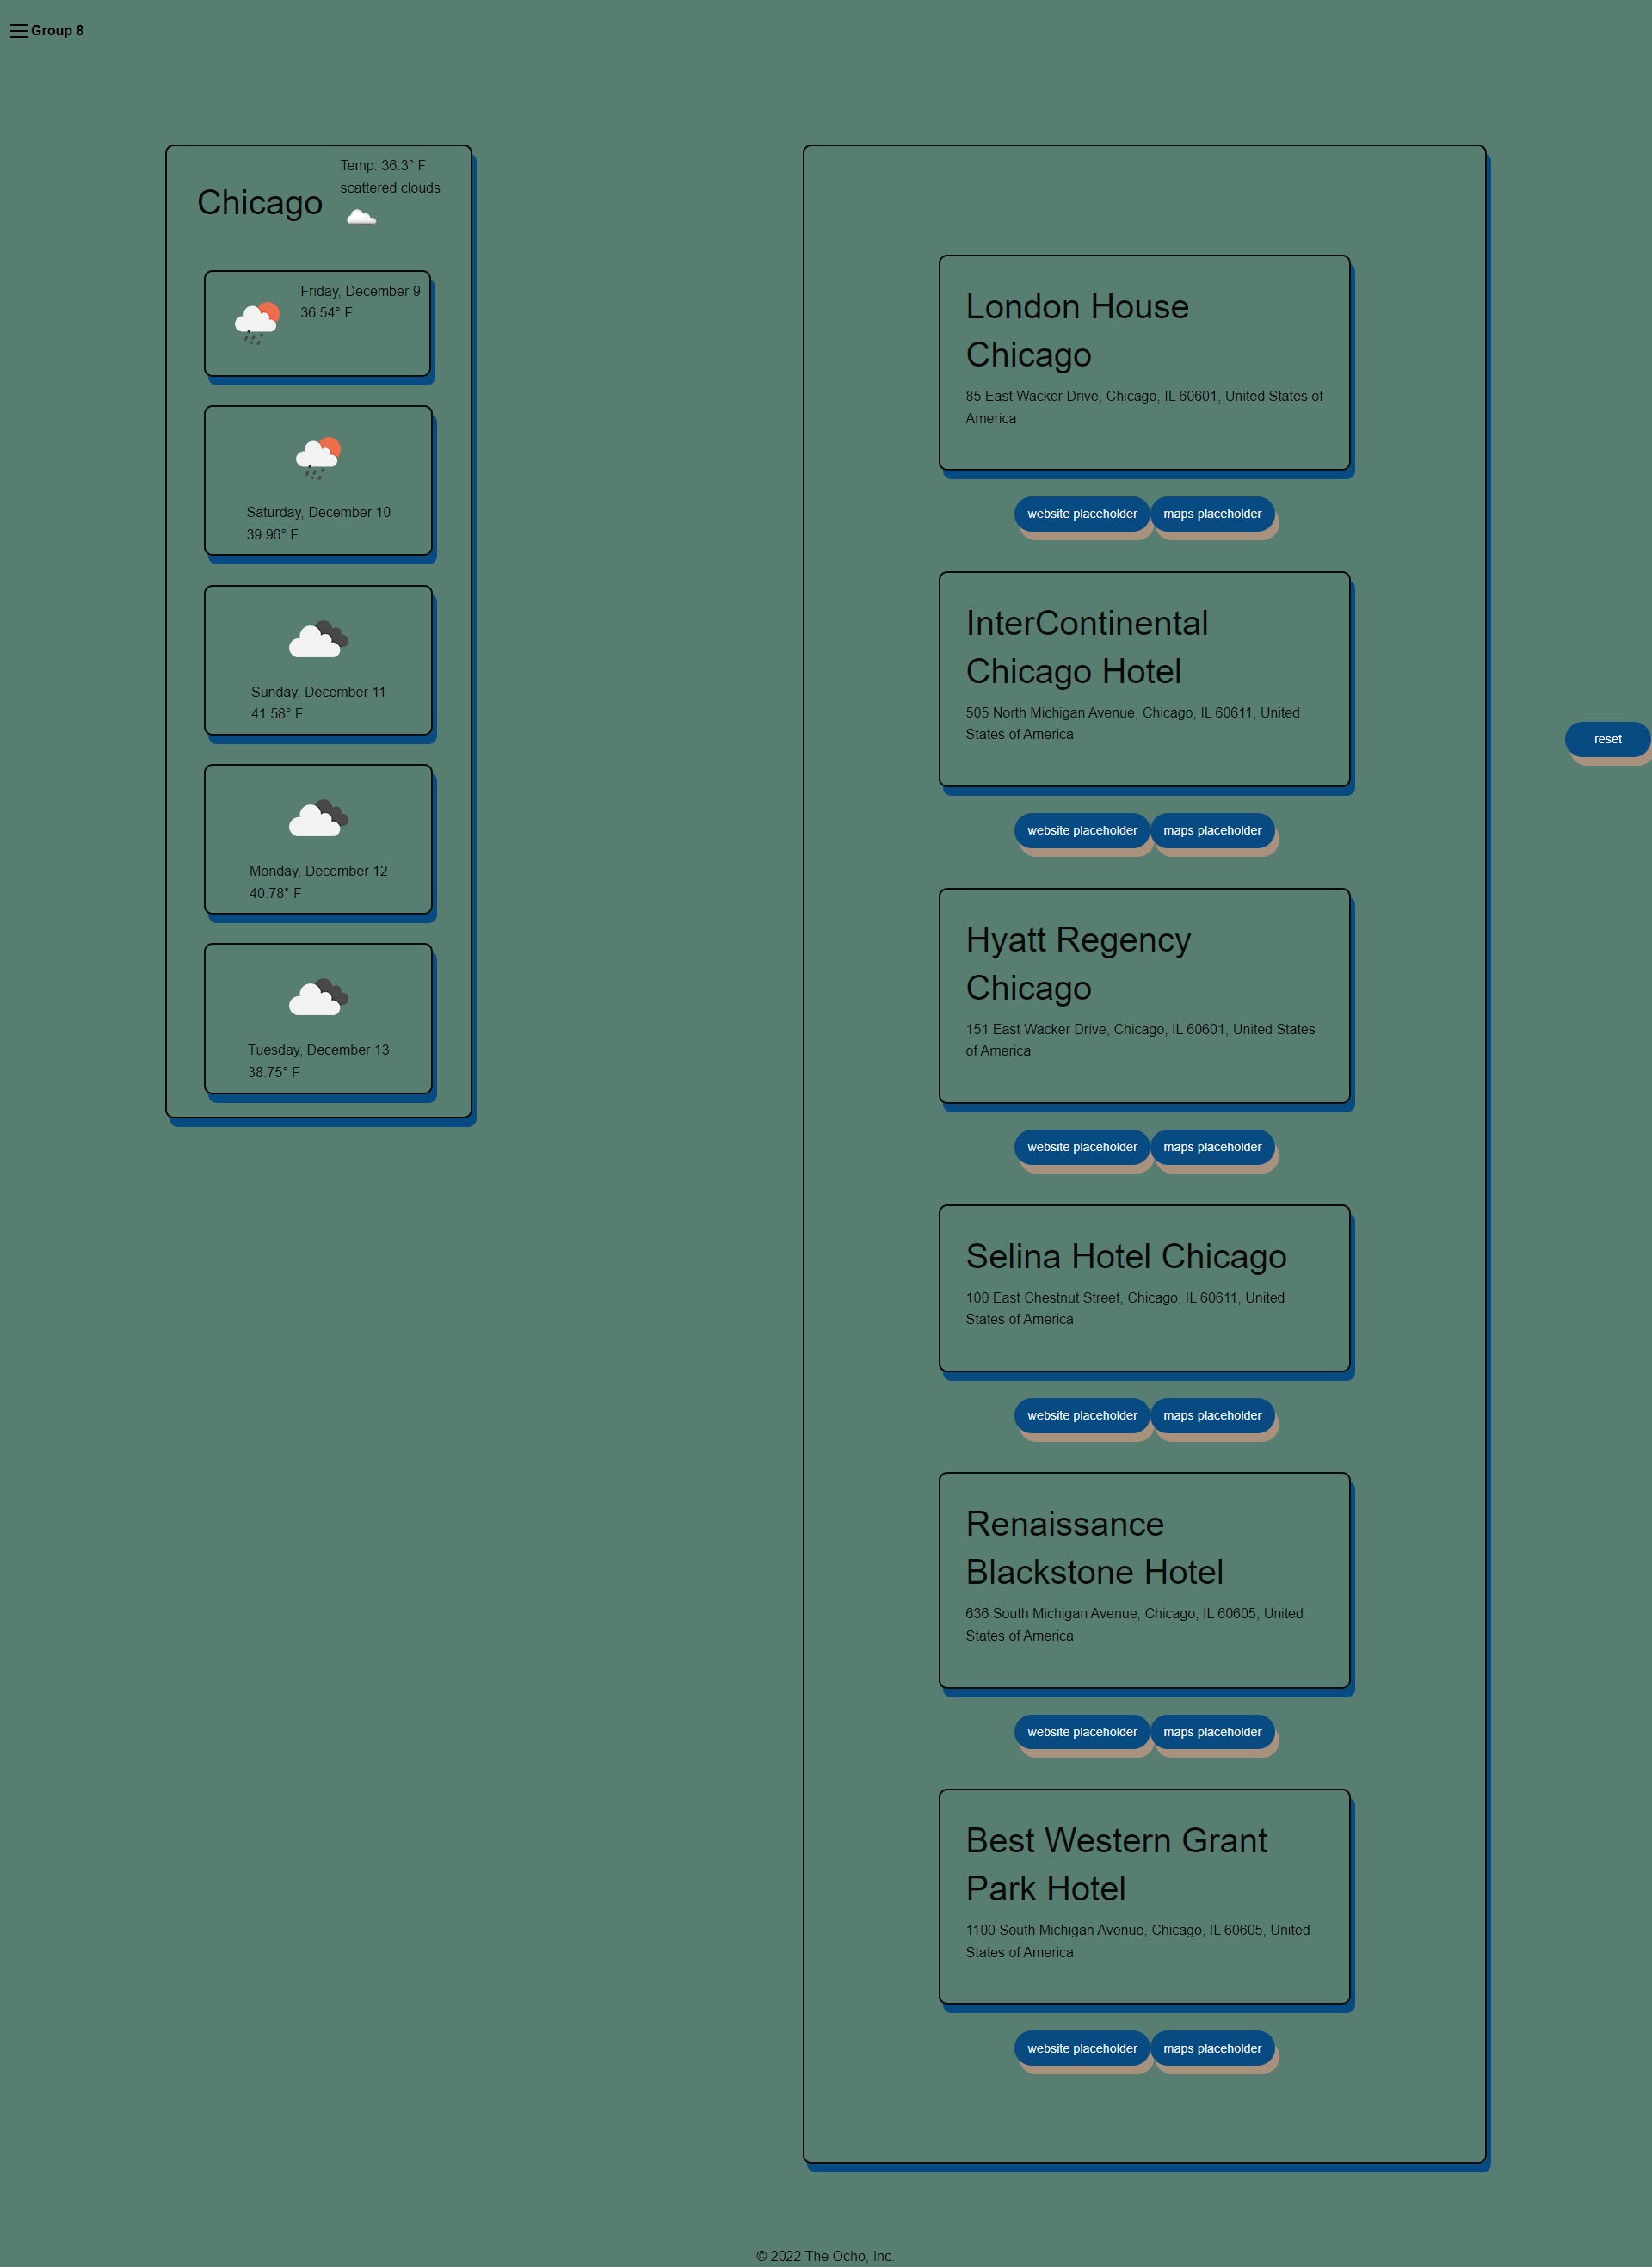 Group 8
Chicago
Temp: 36.3° F
scattered clouds
Friday, December 9
36.54° F
Saturday, December 10
39.96° F
Sunday, December 11
41.58° F
Monday, December 12
40.78° F
Tuesday, December 13
38.75° F
London House
Chicago
85 East Wacker Drive, Chicago, IL 60601, United States of
America
website placeholder maps placeholder
InterContinental
Chicago Hotel
505 North Michigan Avenue, Chicago, IL 60611, United
States of America
website placeholder maps placeholder
Hyatt Regency
Chicago
151 East Wacker Drive, Chicago, IL 60601, United States
of America
website placeholder maps placeholder
Selina Hotel Chicago
100 East Chestnut Street, Chicago, IL 60611, United
States of America
website placeholder maps placeholder
Renaissance
Blackstone Hotel
636 South Michigan Avenue, Chicago, IL 60605, United
States of America
website placeholder maps placeholder
Best Western Grant
Park Hotel
1100 South Michigan Avenue, Chicago, IL 60605, United
States of America
website placeholder maps placeholder
reset
© 2022 The Ocho, Inc.